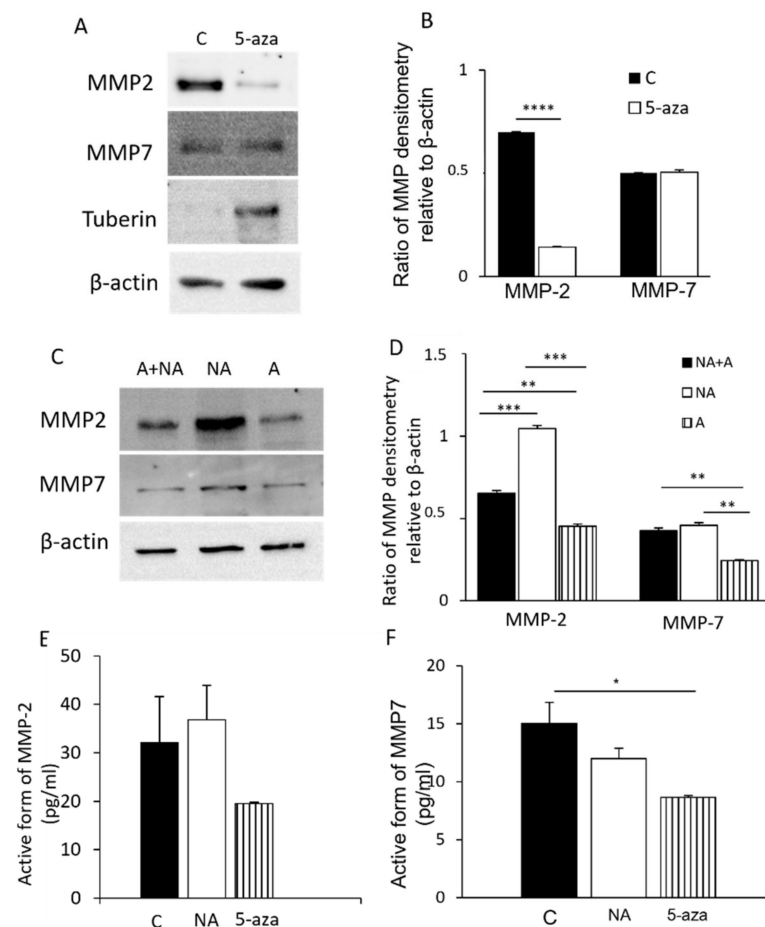 A
C 5-aza
MMP2
MMP7
Tuberin
β-actin
B
Ratio of MMP densitometry
relative to β-actin
1
0.5
0
C
5-aza
****
MMP-2 MMP-7
C
A+NA NA A
MMP2
MMP7
β-actin
D
Ratio of MMP densitometry
relative to β-actin
1.5
1
0.5
0
NA+A
NA
A
***
**
***
**
**
MMP-2 MMP-7
E
Active form of MMP-2
(pg/ml)
50
40
30
20
10
0
C NA 5-aza
F
Active form of MMP7
(pg/ml)
20
15
10
5
0
*
C NA 5-aza